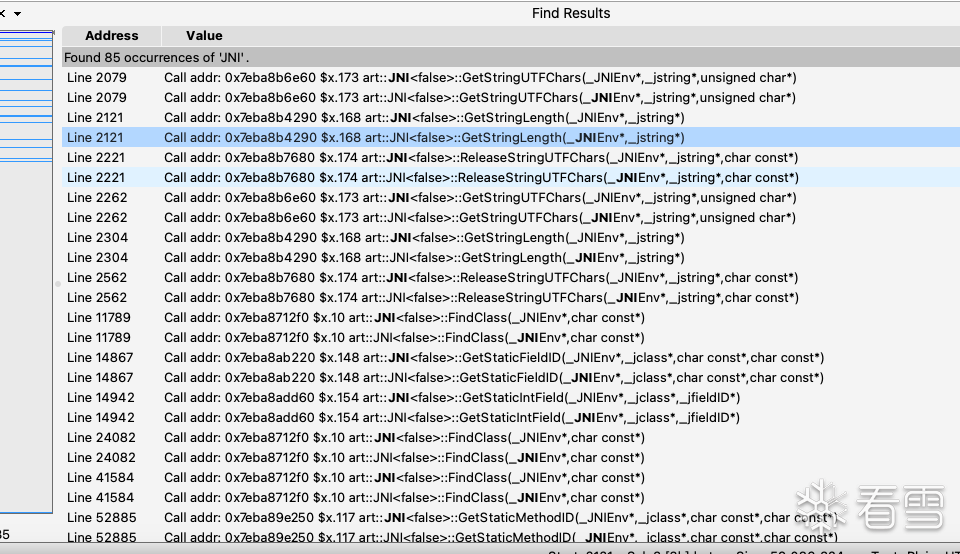 Find Results
Address Value
Found 85 occurrences of 'JNI'.
Line 2079 Call addr: 0x7eba8b6e60 $x.173 art::JNI<false>::GetStringUTFChars(_JNIEnv*,_jstring*,unsigned char*)
Line 2079 Call addr: 0x7eba8b6e60 $x.173 art::JNI<false>::GetStringUTFChars(_JNIEnv*,_jstring*,unsigned char*)
Line 2121 Call addr: 0x7eba8b4290 $x.168 art::JNI<false>::GetStringLength(_JNIEnv*,_jstring*)
Line 2121 Call addr: 0x7eba8b4290 $x.168 art::JNI<false>::GetStringLength(_JNIEnv*,_jstring*)
Line 2221 Call addr: 0x7eba8b7680 $x.174 art::JNI<false>::ReleaseStringUTFChars(_JNIEnv*,_jstring*,char const*)
Line 2221 Call addr: 0x7eba8b7680 $x.174 art::JNI<false>::ReleaseStringUTFChars(_JNIEnv*,_jstring*,char const*)
Line 2262 Call addr: 0x7eba8b6e60 $x.173 art::JNI<false>::GetStringUTFChars(_JNIEnv*,_jstring*,unsigned char*)
Line 2262 Call addr: 0x7eba8b6e60 $x.173 art::JNI<false>::GetStringUTFChars(_JNIEnv*,_jstring*,unsigned char*)
Line 2304 Call addr: 0x7eba8b4290 $x.168 art::JNI<false>::GetStringLength(_JNIEnv*,_jstring*)
Line 2304 Call addr: 0x7eba8b4290 $x.168 art::JNI<false>::GetStringLength(_JNIEnv*,_jstring*)
Line 2562 Call addr: 0x7eba8b7680 $x.174 art::JNI<false>::ReleaseStringUTFChars(_JNIEnv*,_jstring*,char const*)
Line 2562 Call addr: 0x7eba8b7680 $x.174 art::JNI<false>::ReleaseStringUTFChars(_JNIEnv*,_jstring*,char const*)
Line 11789 Call addr: 0x7eba8712f0 $x.10 art::JNI<false>::FindClass(_JNIEnv*,char const*)
Line 11789 Call addr: 0x7eba8712f0 $x.10 art::JNI<false>::FindClass(_JNIEnv*,char const*)
Line 14867 Call addr: 0x7eba8ab220 $x.148 art::JNI<false>::GetStaticFieldID(_JNIEnv*,_jclass*,char const*,char const*)
Line 14867 Call addr: 0x7eba8ab220 $x.148 art::JNI<false>::GetStaticFieldID(_JNIEnv*,_jclass*,char const*,char const*)
Line 14942 Call addr: 0x7eba8add60 $x.154 art::JNI<false>::GetStaticIntField(_JNIEnv*,_jclass*,_jfieldID*)
Line 14942 Call addr: 0x7eba8add60 $x.154 art::JNI<false>::GetStaticIntField(_JNIEnv*,_jclass*,_jfieldID*)
Line 24082 Call addr: 0x7eba8712f0 $x.10 art::JNI<false>::FindClass(_JNIEnv*,char const*)
Line 24082 Call addr: 0x7eba8712f0 $x.10 art::JNI<false>::FindClass(_JNIEnv*,char const*)
Line 41584 Call addr: 0x7eba8712f0 $x.10 art::JNI<false>::FindClass(_JNIEnv*,char const*)
Line 41584 Call addr: 0x7eba8712f0 $x.10 art::JNI<false>::FindClass(_JNIEnv*,char const*)
Line 52885 Call addr: 0x7eba89e250 $x.117 art::JNI<false>::GetStaticMethodID(_JNIEnv*,_jclass*,char const*,char const*)
Line 52885 Call addr: 0x7eba89e250 $x.117 art::JNI<false>::GetStaticMethodID(_JNIEnv*,_jclass*,char const*,char const*)
看雪